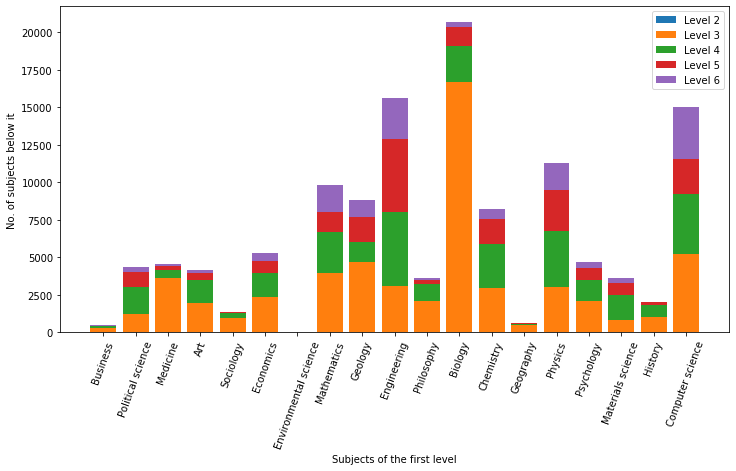 20000
17500
15000
12500
10000
7500
5000
2500
0
No. of subjects below it
Level 2
Level 3
Level 4
Level 5
Level 6
Business
Political science
Medicine
Art
Sociology
Economics
Environmental science
Mathematics
Geology
Engineering
Philosophy
Biology
Chemistry
Geography
Physics
Psychology
Materials science
History
Computer science
Subjects of the first level